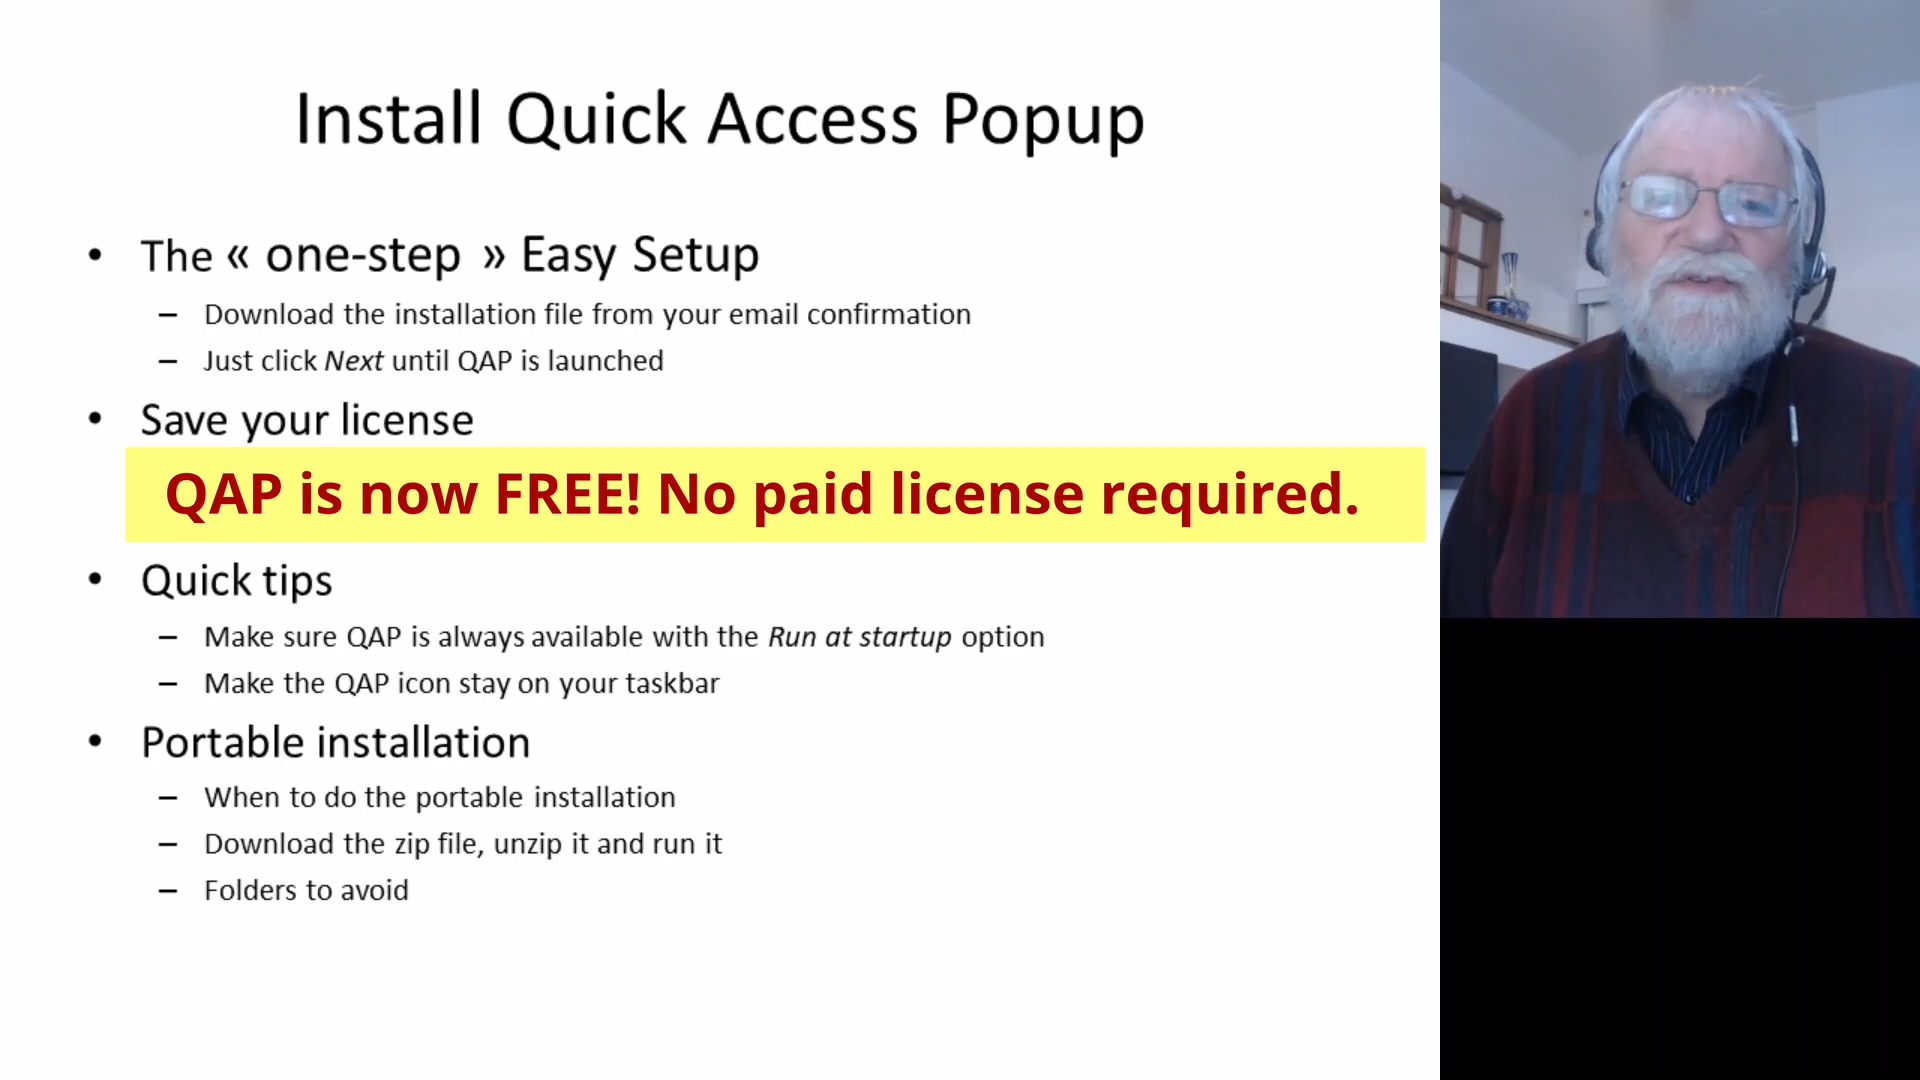 Install Quick Access Popup
• The « one-step » Easy Setup
– Download the installation file from your email confirmation
– Just click Next until QAP is launched
• Save your license
QAP is now FREE! No paid license required.
• Quick tips
– Make sure QAP is always available with the Run at startup option
– Make the QAP icon stay on your taskbar
• Portable installation
– When to do the portable installation
– Download the zip file, unzip it and run it
– Folders to avoid